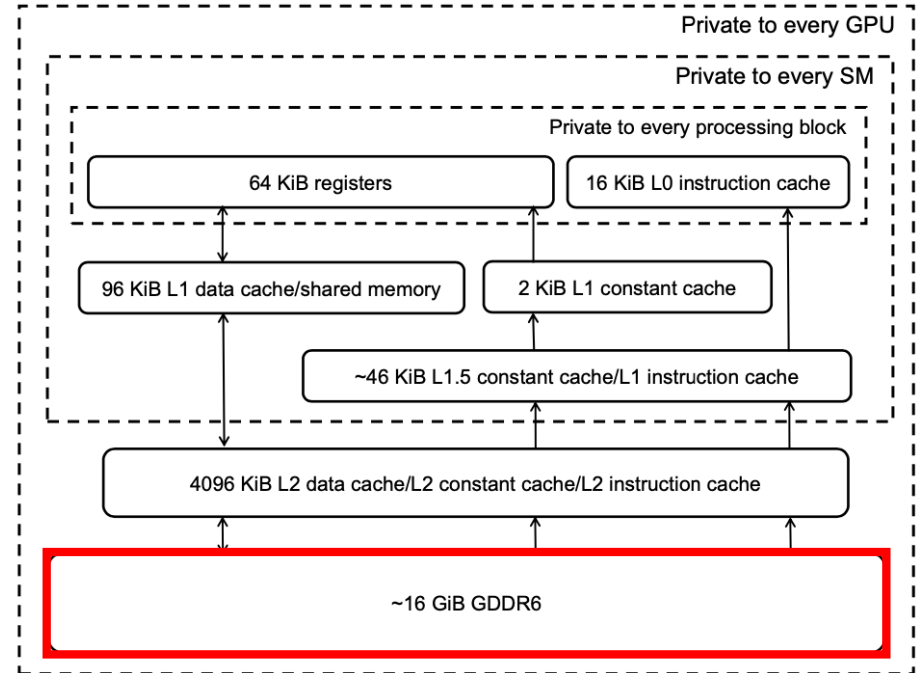 Private to every GPU
Private to every SM
Private to every processing block
64 KiB registers
16 KiB L0 instruction cache
96 KiB L1 data cache/shared memory
2 KiB L1 constant cache
~46 KiB L1.5 constant cache/L1 instruction cache
4096 KiB L2 data cache/L2 constant cache/L2 instruction cache
~16 GiB GDDR6